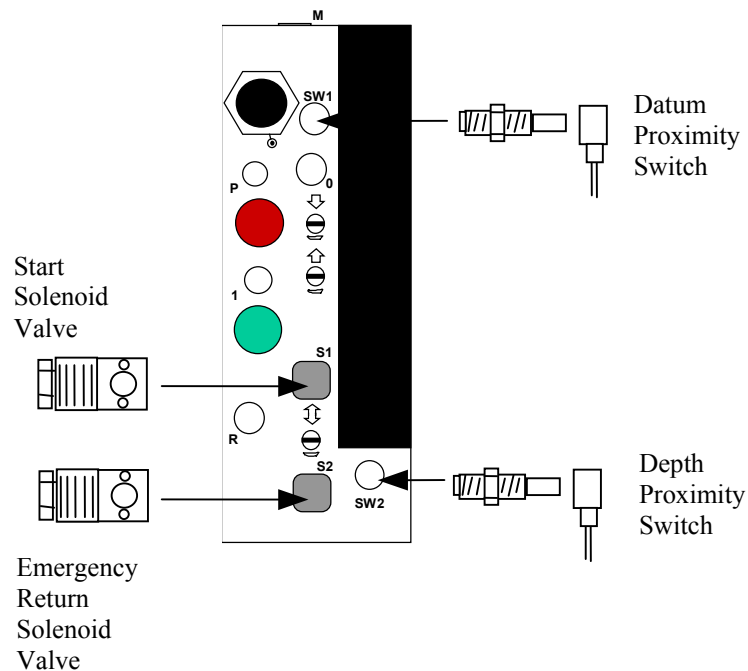 M
SW1
Datum
Proximity
Switch
P
0
Start
Solenoid
Valve
1
S1
R
S2
SW2
Depth
Proximity
Switch
Emergency
Return
Solenoid
Valve